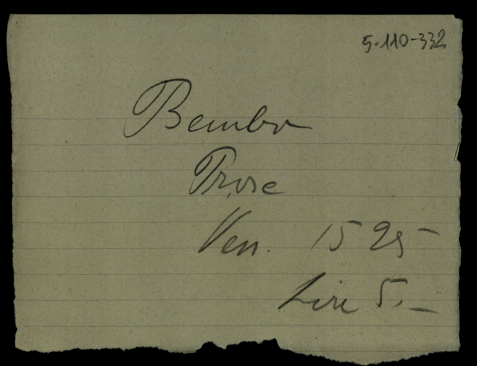 5-110-332
Bembo
Prose
Ven. 1525
Lire 5.—